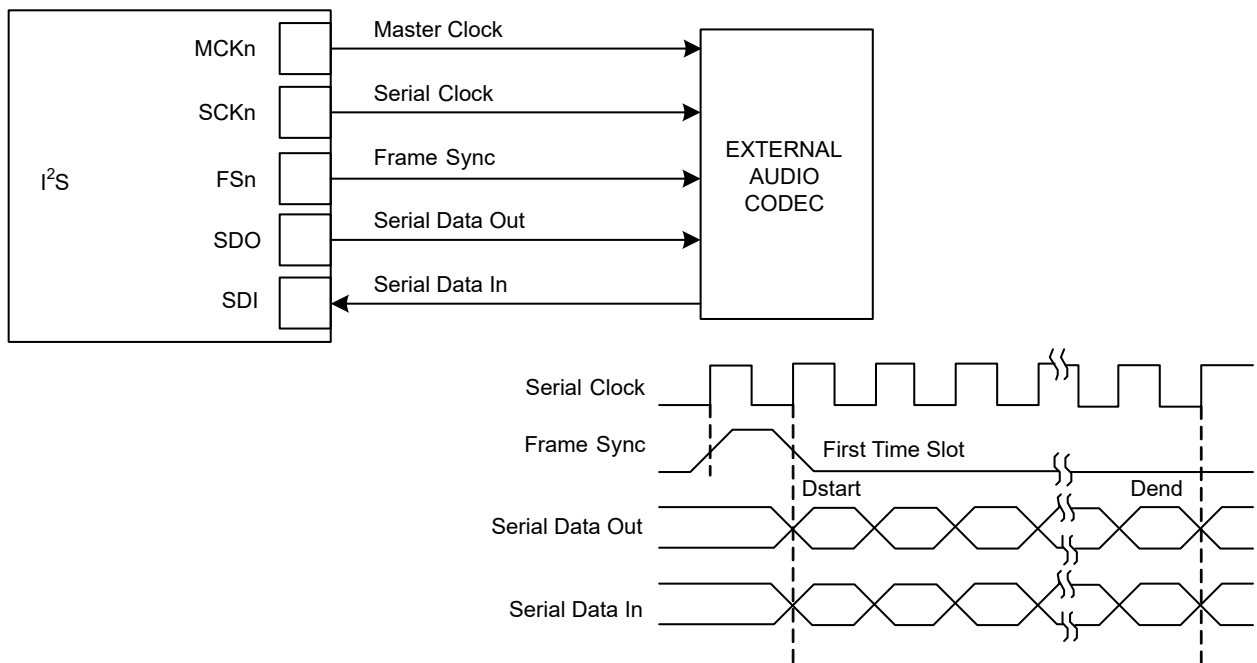 I²S
MCKn
Master Clock
SCKn
Serial Clock
FSn
Frame Sync
SDO
Serial Data Out
SDI
Serial Data In
EXTERNAL
AUDIO
CODEC
Serial Clock
Frame Sync
First Time Slot
Dstart
Dend
Serial Data Out
Serial Data In